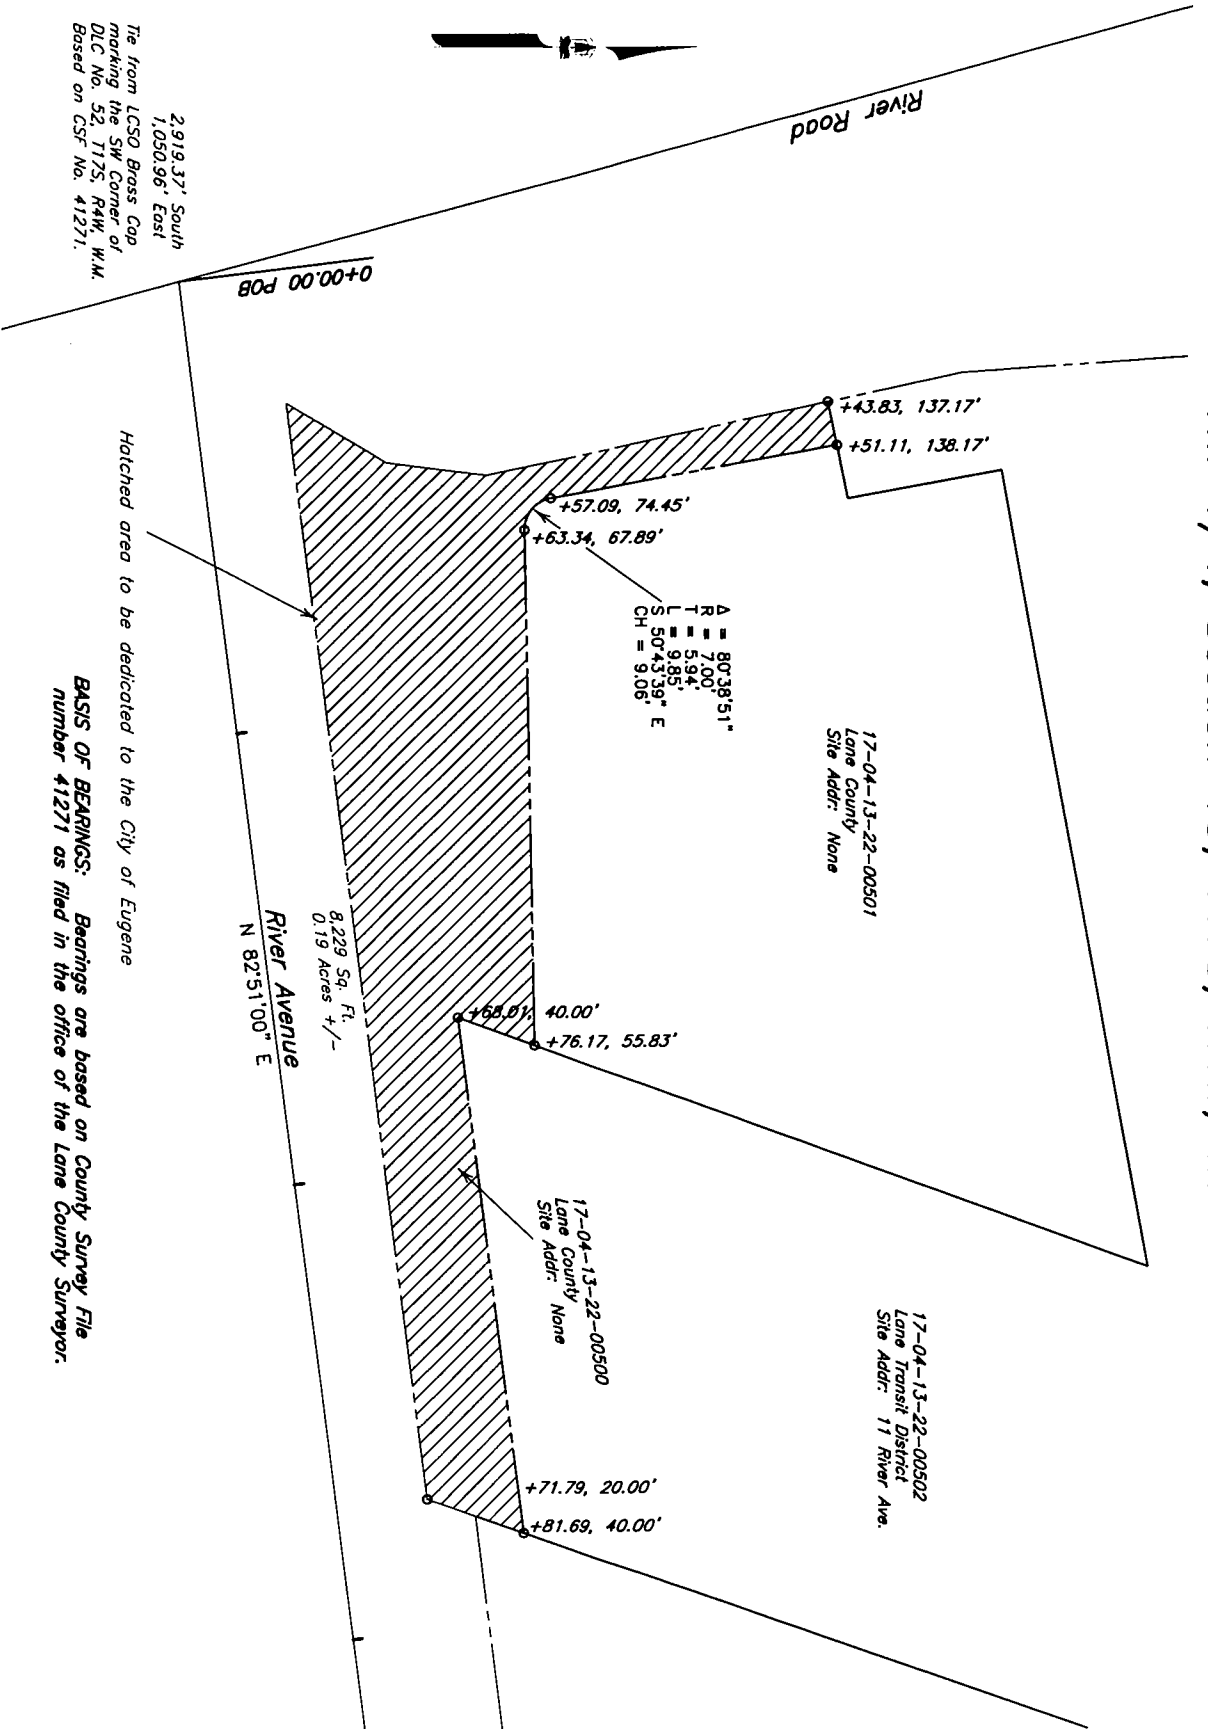 River Road
2,919.37' South
1,050.96' East
Tie from LCSO Brass Cap
marking the SW Corner of
DLC No. 52, T17S, R4W, W.M.
Based on CSF No. 41271.
0+00.00 POB
+43.83, 137.17'
+51.11, 138.17'
+57.09, 74.45'
+63.34, 67.89'
Δ = 80°38'51"
R = 7.00'
T = 5.94'
L = 9.85'
S 50°43'39" E
CH = 9.06'
17-04-13-22-00501
Lane County
Site Addr: None
+68.01, 40.00'
+76.17, 55.83'
17-04-13-22-00500
Lane County
Site Addr: None
17-04-13-22-00502
Lane Transit District
Site Addr: 11 River Ave.
+71.79, 20.00'
+81.69, 40.00'
8,229 Sq. Ft.
0.19 Acres +/-
River Avenue
N 82°51'00" E
Hatched area to be dedicated to the City of Eugene
BASIS OF BEARINGS: Bearings are based on County Survey File
number 41271 as filed in the office of the Lane County Surveyor.